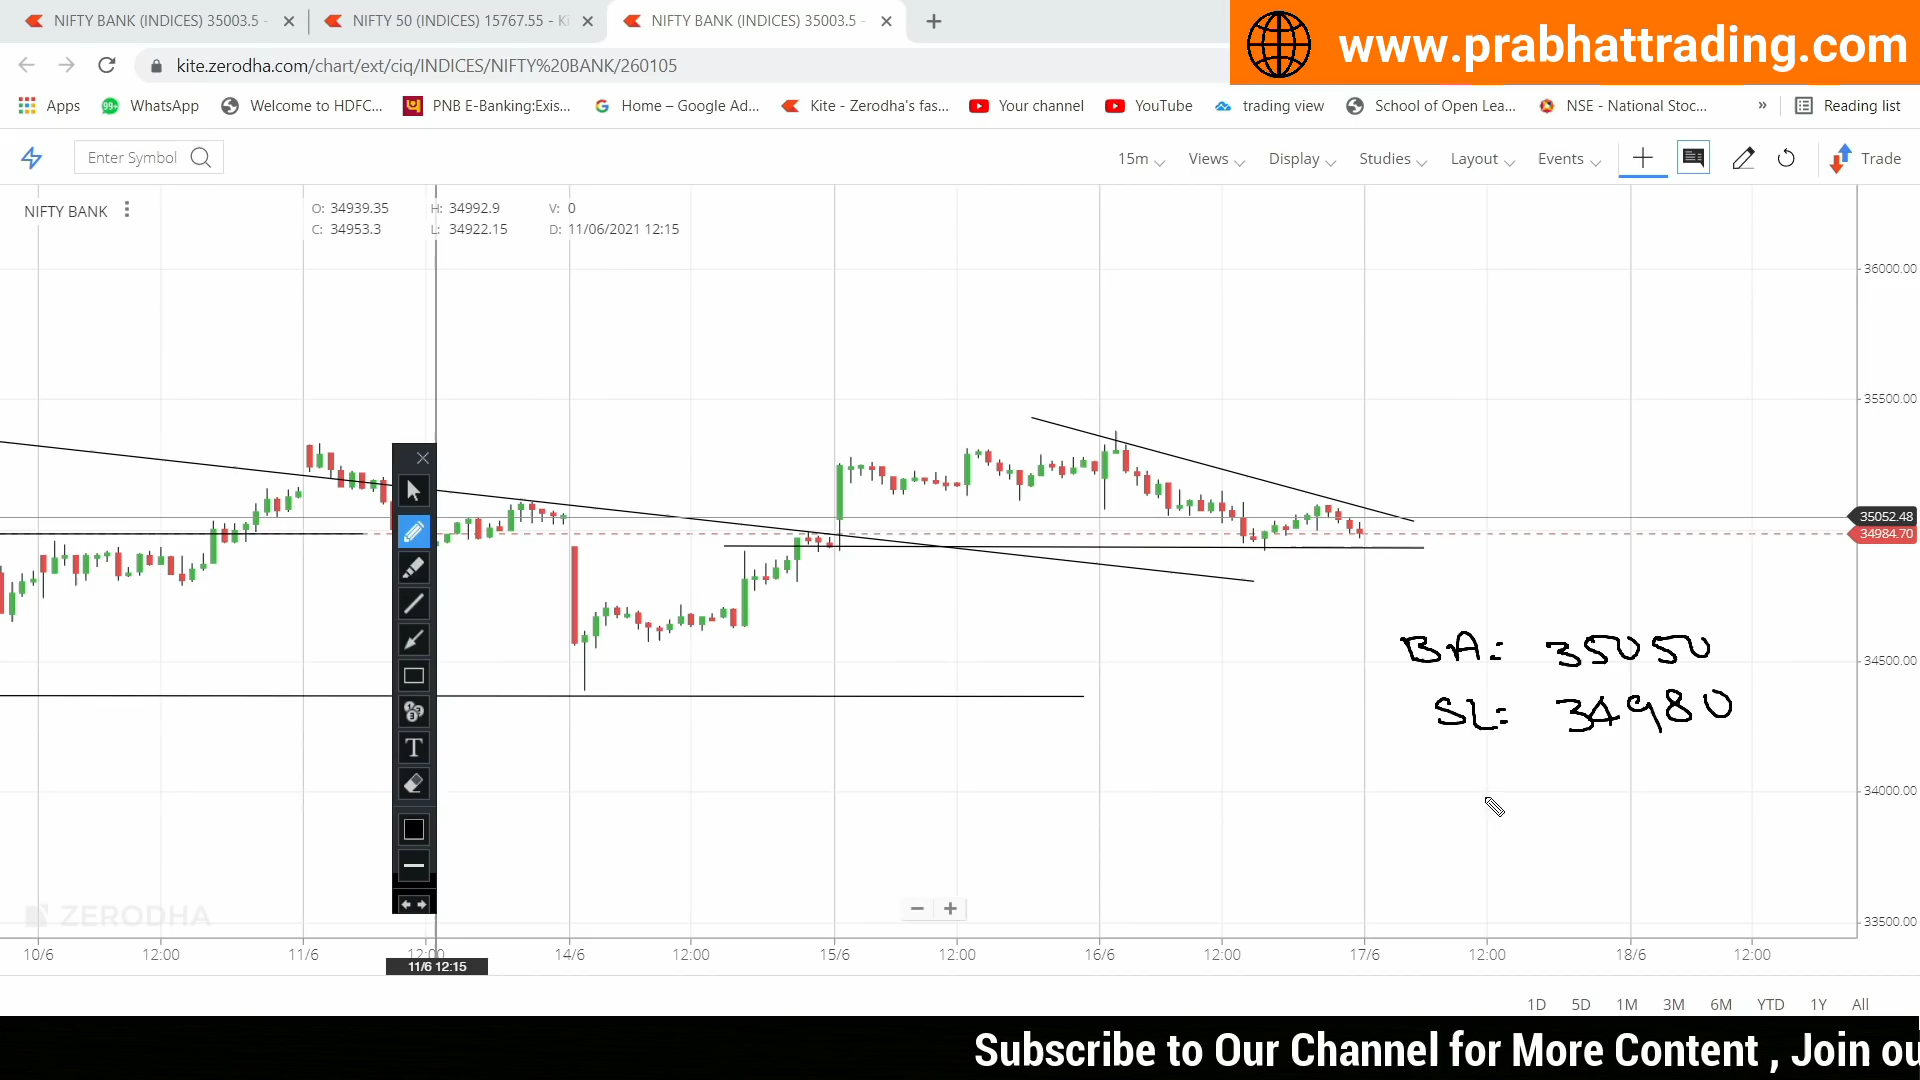 NIFTY BANK (INDICES) 35003.5 -
NIFTY 50 (INDICES) 15767.55 - Ki
NIFTY BANK (INDICES) 35003.5 -
www.prabhattrading.com
kite.zerodha.com/chart/ext/ciq/INDICES/NIFTY%20BANK/260105
Apps
99+
WhatsApp
Welcome to HDFC...
PNB E-Banking:Exis...
Home – Google Ad...
Kite - Zerodha's fas...
Your channel
YouTube
trading view
School of Open Lea...
NSE - National Stoc...
»
Reading list
Enter Symbol
15m
Views
Display
Studies
Layout
Events
Trade
NIFTY BANK
O: 34939.35 H: 34992.9 V: 0
C: 34953.3 L: 34922.15 D: 11/06/2021 12:15
36000.00
35500.00
35052.48
34984.70
34500.00
34000.00
33500.00
BA: 35050
SL: 34980
T
ZERODHA
10/6 12:00 11/6 12:00 14/6 12:00 15/6 12:00 16/6 12:00 17/6 12:00 18/6 12:00
11/6 12:15
1D 5D 1M 3M 6M YTD 1Y All
Subscribe to Our Channel for More Content , Join ou